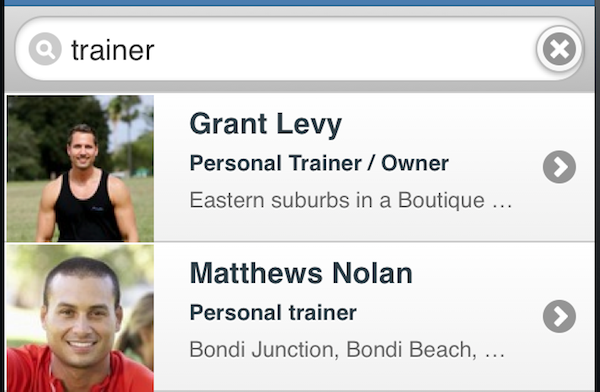 trainer
Grant Levy
Personal Trainer / Owner
Eastern suburbs in a Boutique …
Matthews Nolan
Personal trainer
Bondi Junction, Bondi Beach, …